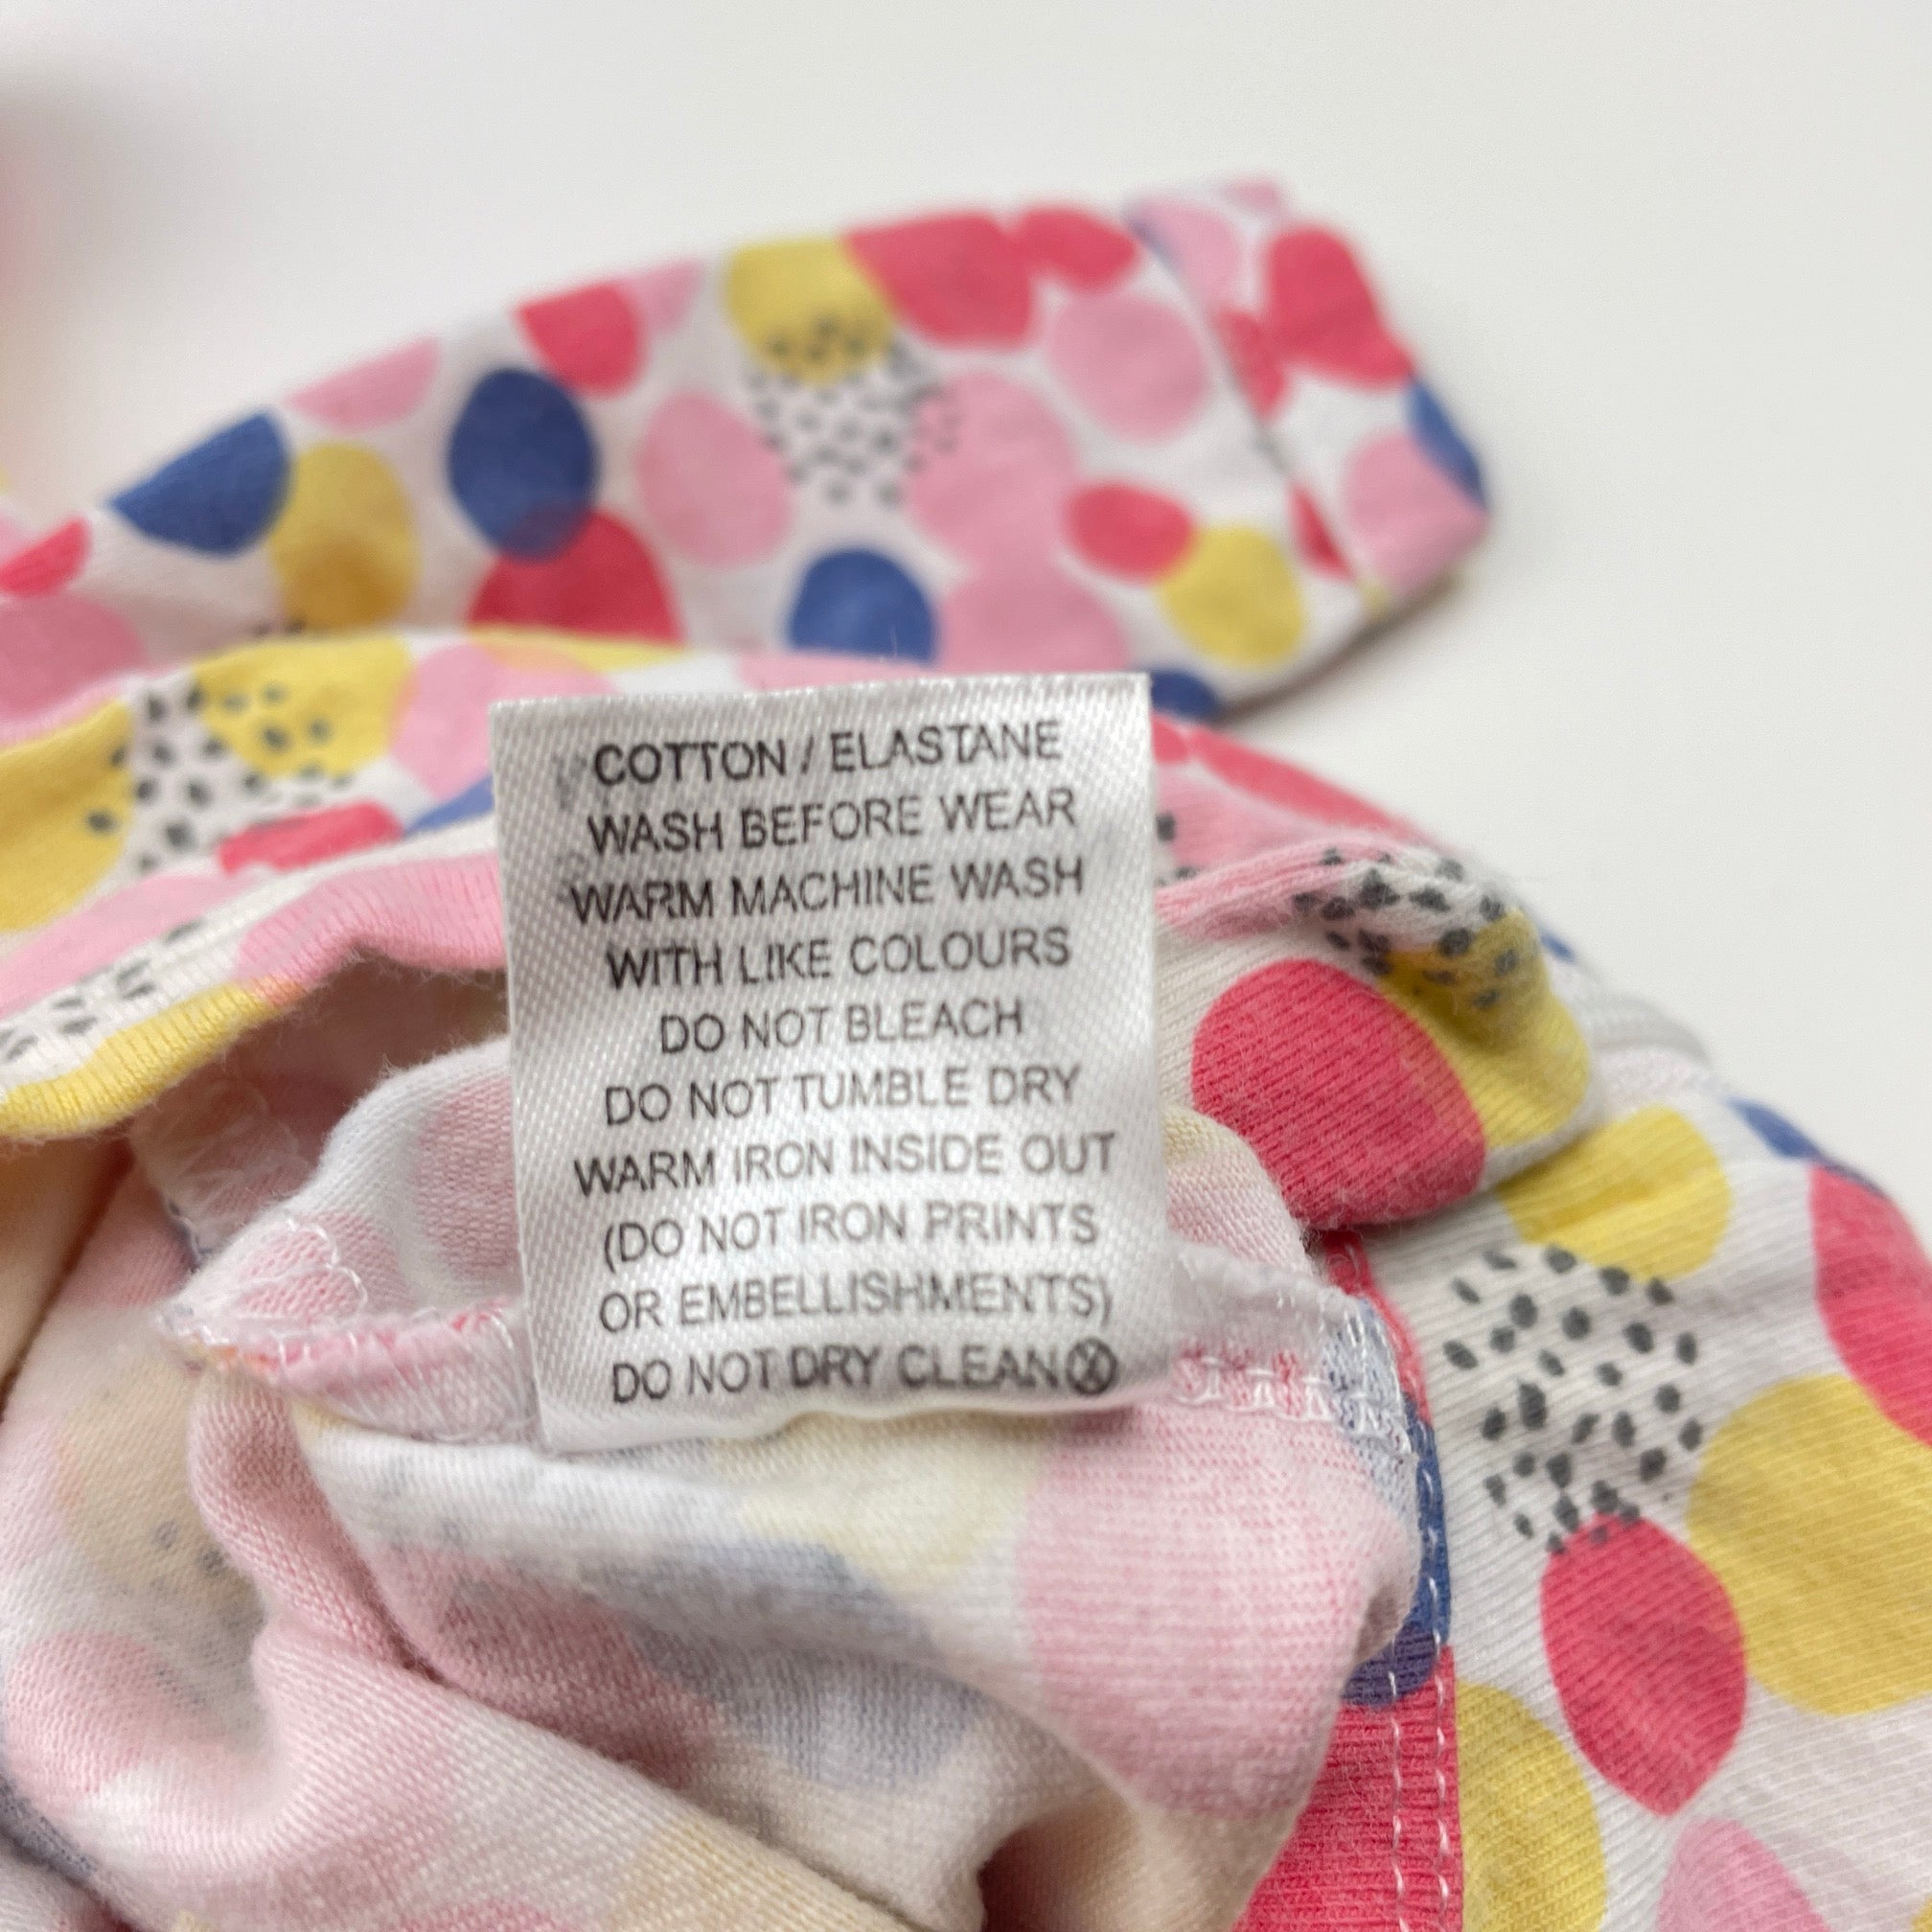 COTTON / ELASTANE
WASH BEFORE WEAR
WARM MACHINE WASH
WITH LIKE COLOURS
DO NOT BLEACH
DO NOT TUMBLE DRY
WARM IRON INSIDE OUT
(DO NOT IRON PRINTS
OR EMBELLISHMENTS)
DO NOT DRY CLEAN